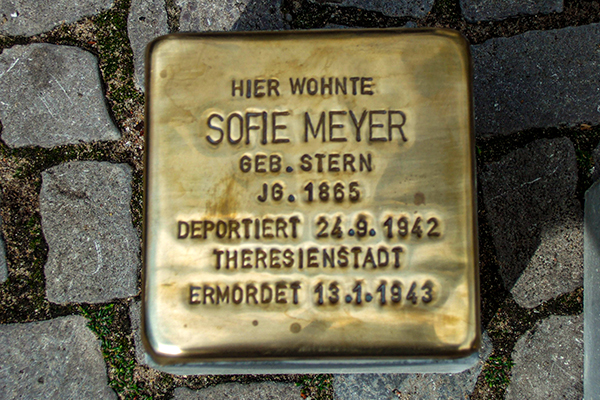 HIER WOHNTE
SOFIE MEYER
GEB. STERN
JG. 1865
DEPORTIERT 24.9.1942
THERESIENSTADT
ERMORDET 13.1.1943